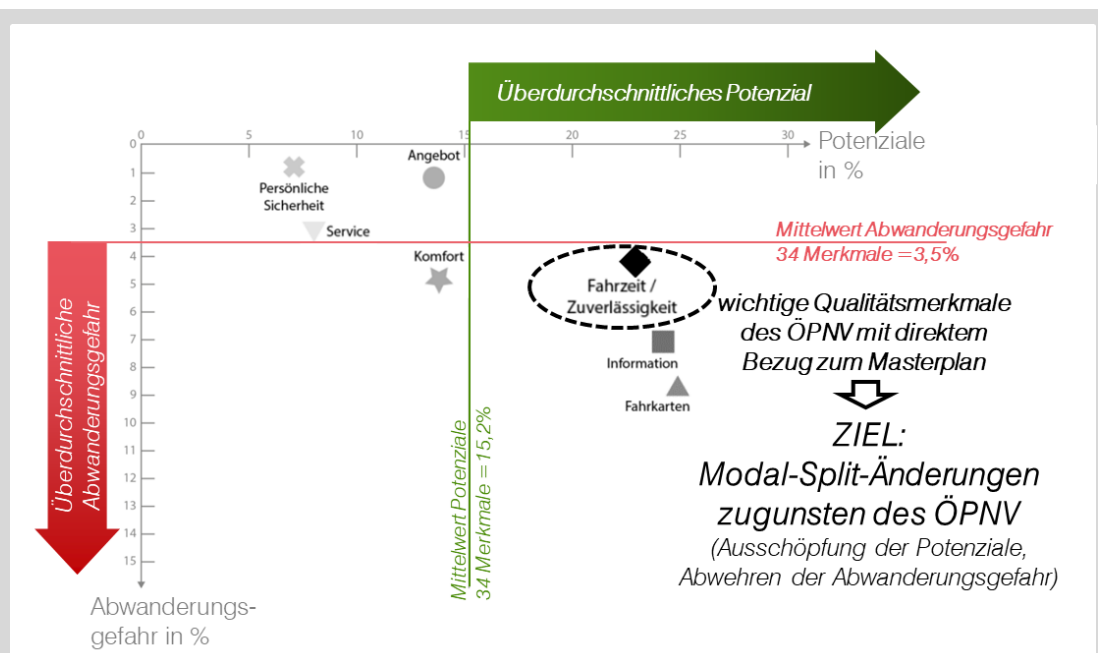 Überdurchschnittliches Potenzial
0
5
10
15
20
25
30
Potenziale
in %
0
1
2
3
4
5
6
7
8
9
10
11
12
13
14
15
Abwanderungs-
gefahr in %
Überdurchschnittliche
Abwanderungsgefahr
Persönliche
Sicherheit
Angebot
Service
Komfort
Fahrzeit /
Zuverlässigkeit
Information
Fahrkarten
Mittelwert Potenziale
34 Merkmale = 15,2%
Mittelwert Abwanderungsgefahr
34 Merkmale =3,5%
wichtige Qualitätsmerkmale
des ÖPNV mit direktem
Bezug zum Masterplan
ZIEL:
Modal-Split-Änderungen
zugunsten des ÖPNV
(Ausschöpfung der Potenziale,
Abwehren der Abwanderungsgefahr)